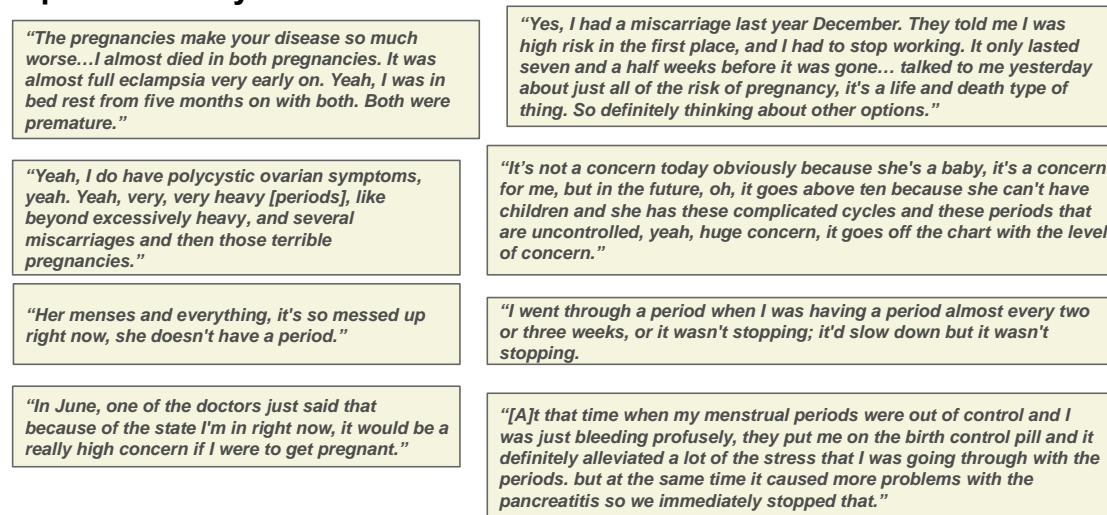 “The pregnancies make your disease so much
worse…I almost died in both pregnancies. It was
almost full eclampsia very early on. Yeah, I was in
bed rest from five months on with both. Both were
premature.”
“Yes, I had a miscarriage last year December. They told me I was
high risk in the first place, and I had to stop working. It only lasted
seven and a half weeks before it was gone… talked to me yesterday
about just all of the risk of pregnancy, it's a life and death type of
thing. So definitely thinking about other options.”
“Yeah, I do have polycystic ovarian symptoms,
yeah. Yeah, very, very heavy [periods], like
beyond excessively heavy, and several
miscarriages and then those terrible
pregnancies.”
“It’s not a concern today obviously because she's a baby, it's a concern
for me, but in the future, oh, it goes above ten because she can't have
children and she has these complicated cycles and these periods that
are uncontrolled, yeah, huge concern, it goes off the chart with the level
of concern.”
“Her menses and everything, it's so messed up
right now, she doesn't have a period.”
“I went through a period when I was having a period almost every two
or three weeks, or it wasn't stopping; it'd slow down but it wasn't
stopping.
“In June, one of the doctors just said that
because of the state I'm in right now, it would be a
really high concern if I were to get pregnant.”
“[A]t that time when my menstrual periods were out of control and I
was just bleeding profusely, they put me on the birth control pill and it
definitely alleviated a lot of the stress that I was going through with the
periods. but at the same time it caused more problems with the
pancreatitis so we immediately stopped that.”